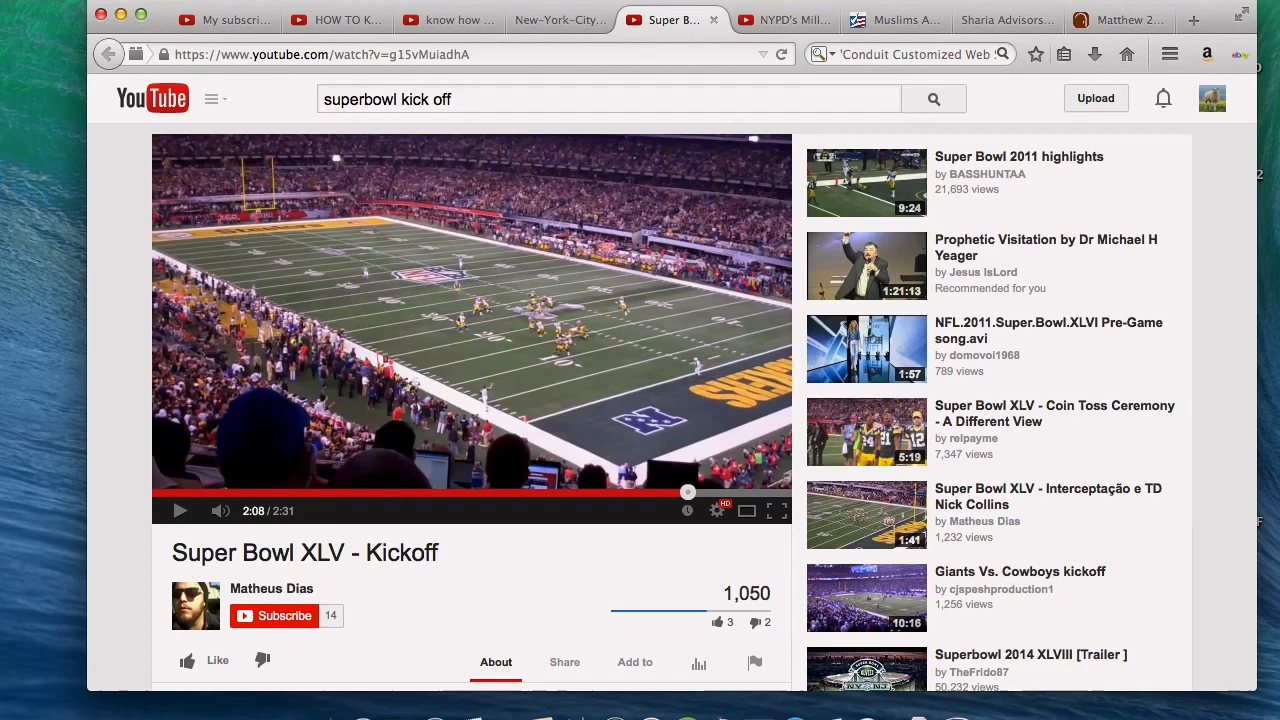 My subscri...
HOW TO K...
know how ...
New-York-City...
Super B...
NYPD's Mill...
Muslims A...
Sharia Advisors...
Matthew 2...
https://www.youtube.com/watch?v=g15vMuiadhA
'Conduit Customized Web
a
ebay
YouTube
superbowl kick off
Upload
NFL
2:08 / 2:31
HD
Super Bowl XLV - Kickoff
Matheus Dias
Subscribe
14
1,050
3
2
Like
About
Share
Add to
9:24
Super Bowl 2011 highlights
by BASSHUNTAA
21,693 views
1:21:13
Prophetic Visitation by Dr Michael H
Yeager
by Jesus IsLord
Recommended for you
1:57
NFL.2011.Super.Bowl.XLVI Pre-Game
song.avi
by domovoi1968
789 views
5:19
Super Bowl XLV - Coin Toss Ceremony
- A Different View
by relpayme
7,347 views
1:41
Super Bowl XLV - Interceptação e TD
Nick Collins
by Matheus Dias
1,232 views
10:16
Giants Vs. Cowboys kickoff
by cjspeshproduction1
1,256 views
Superbowl 2014 XLVIII [Trailer ]
by TheFrido87
50,232 views